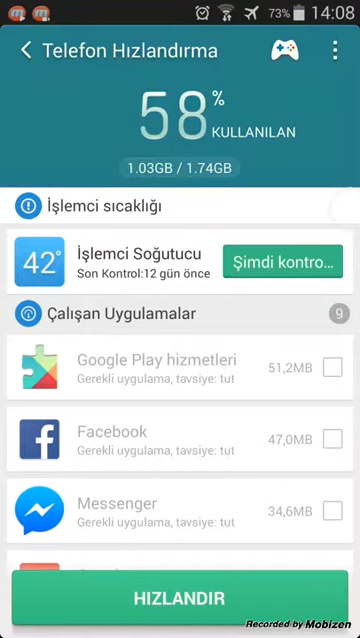 73% 14:08
Telefon Hızlandırma
58%
KULLANILAN
1.03GB / 1.74GB
İşlemci sıcaklığı
42°
İşlemci Soğutucu
Son Kontrol:12 gün önce
Şimdi kontro...
Çalışan Uygulamalar
9
Google Play hizmetleri
Gerekli uygulama, tavsiye: tut
51,2MB
Facebook
Gerekli uygulama, tavsiye: tut
47,0MB
Messenger
Gerekli uygulama, tavsiye: tut
34,6MB
HIZLANDIR
Recorded by Mobizen